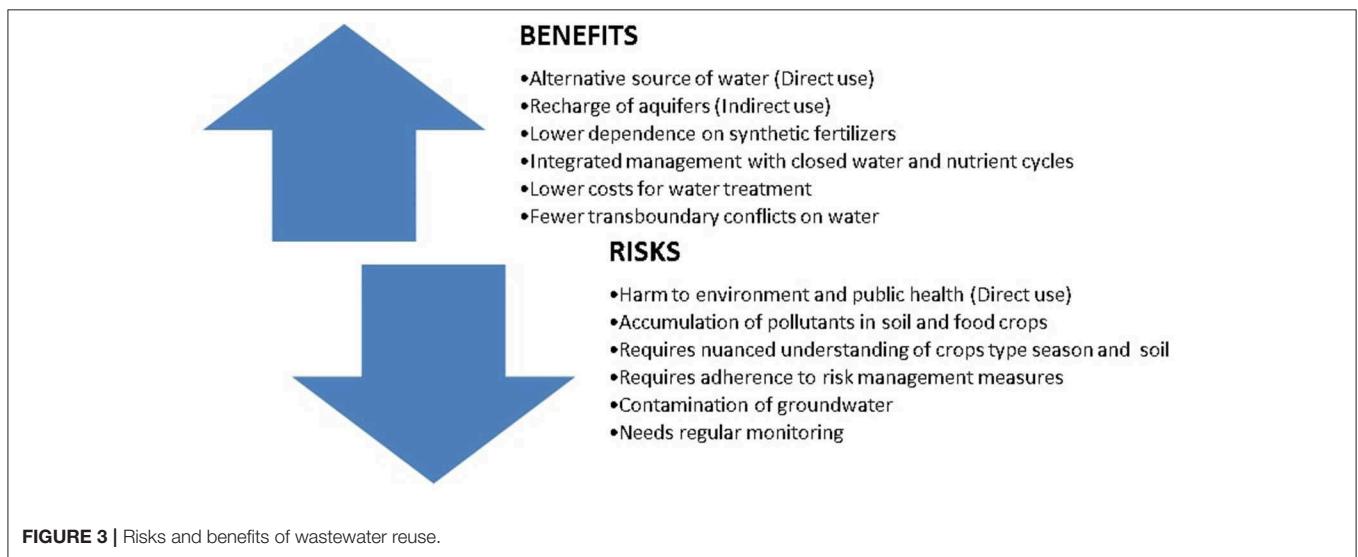 BENEFITS
•Alternative source of water (Direct use)
•Recharge of aquifers (Indirect use)
•Lower dependence on synthetic fertilizers
•Integrated management with closed water and nutrient cycles
•Lower costs for water treatment
•Fewer transboundary conflicts on water
RISKS
•Harm to environment and public health (Direct use)
•Accumulation of pollutants in soil and food crops
•Requires nuanced understanding of crops type season and soil
•Requires adherence to risk management measures
•Contamination of groundwater
•Needs regular monitoring
FIGURE 3 | Risks and benefits of wastewater reuse.